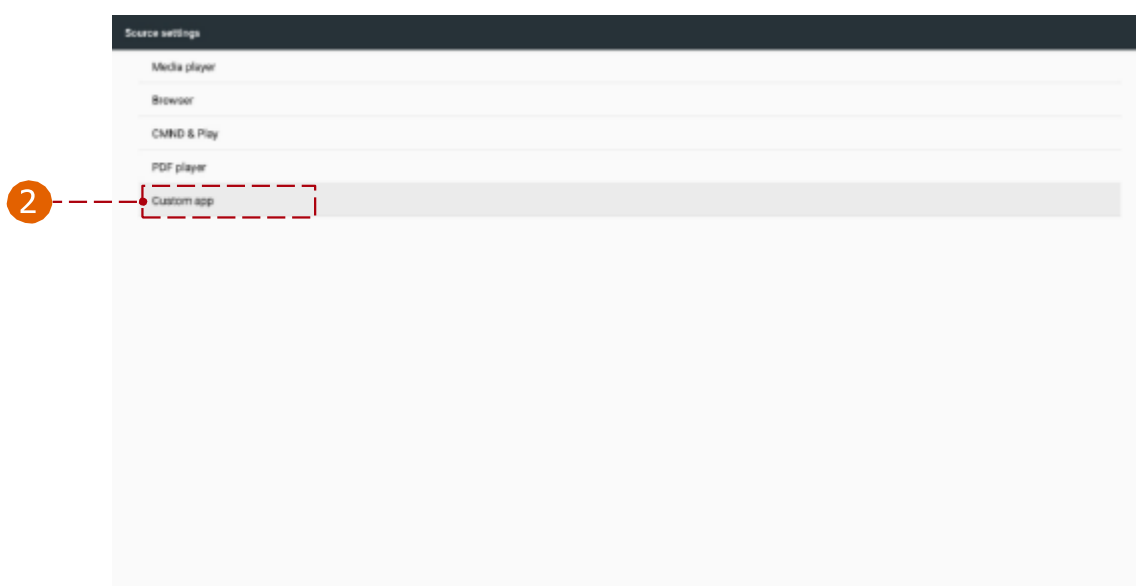 Source settings
Media player
Browser
CMND & Play
PDF player
2
Custom app